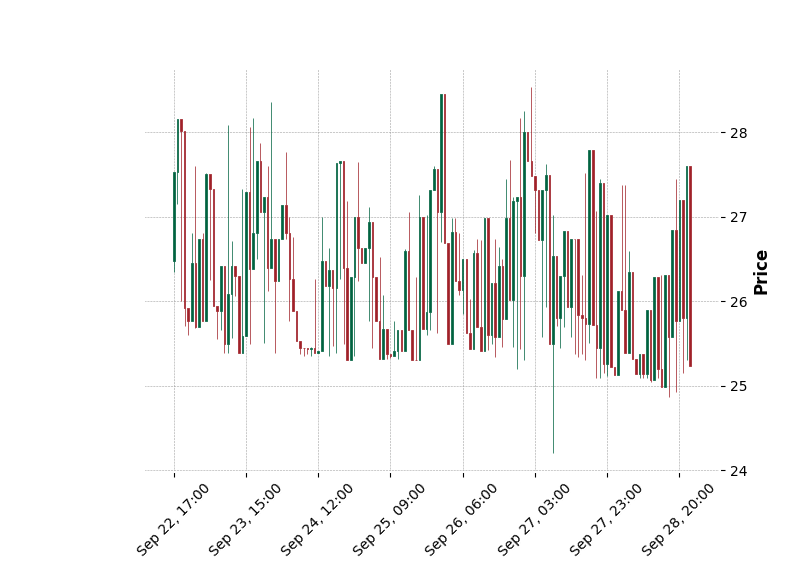 28
27
26
25
24
Price
Sep 22, 17:00
Sep 23, 15:00
Sep 24, 12:00
Sep 25, 09:00
Sep 26, 06:00
Sep 27, 03:00
Sep 27, 23:00
Sep 28, 20:00